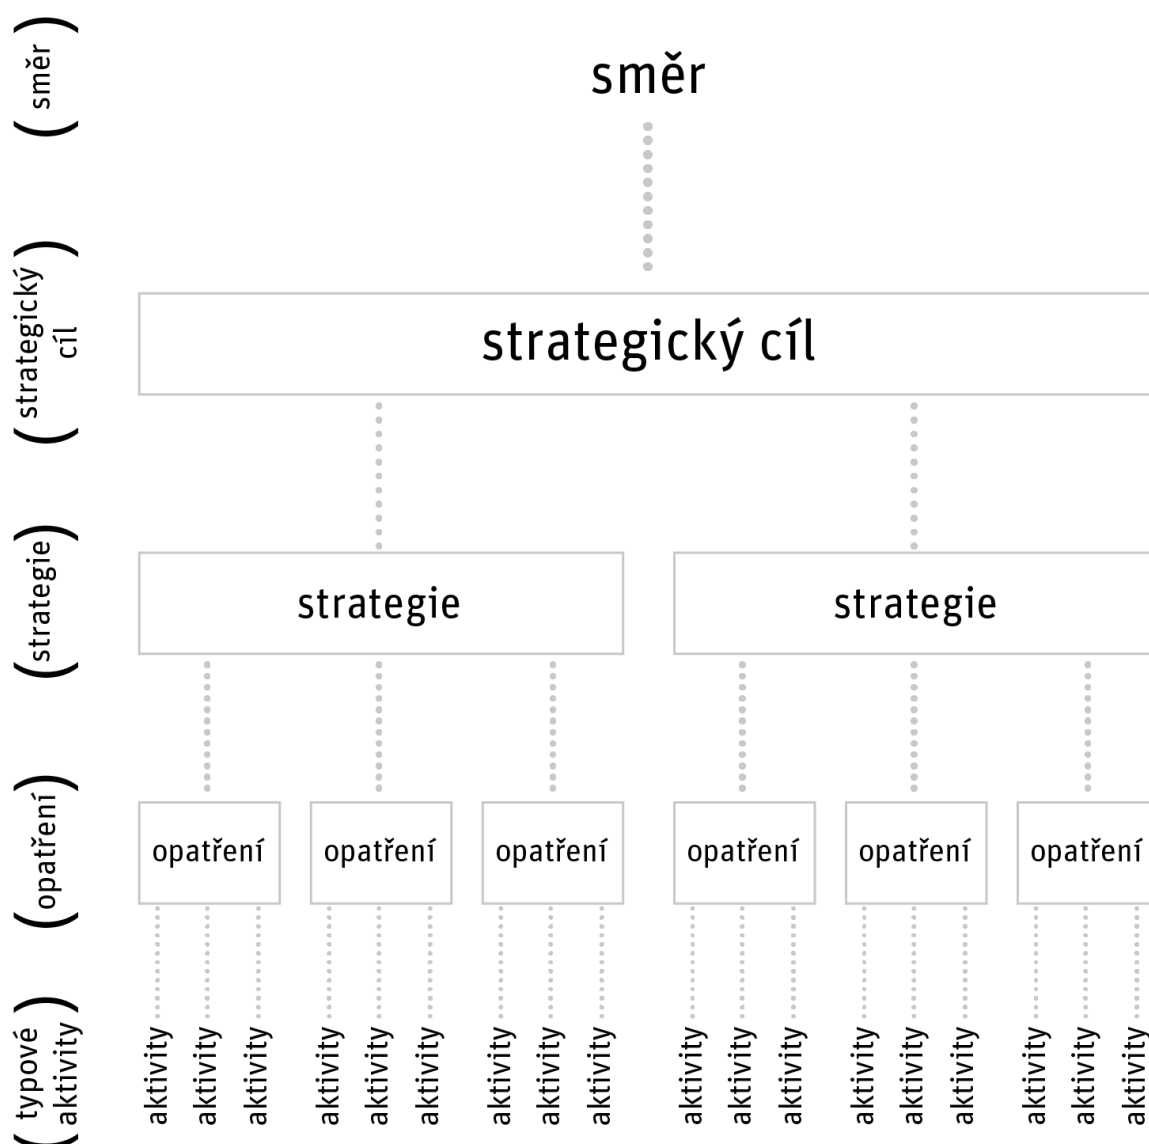 (směr)
směr
(strategický
cíl)
strategický cíl
(strategie)
strategie strategie
(opatření)
opatření opatření opatření opatření opatření opatření
(typové
aktivity)
aktivity aktivity aktivity aktivity aktivity aktivity aktivity aktivity aktivity aktivity aktivity aktivity aktivity aktivity aktivity aktivity aktivity aktivity